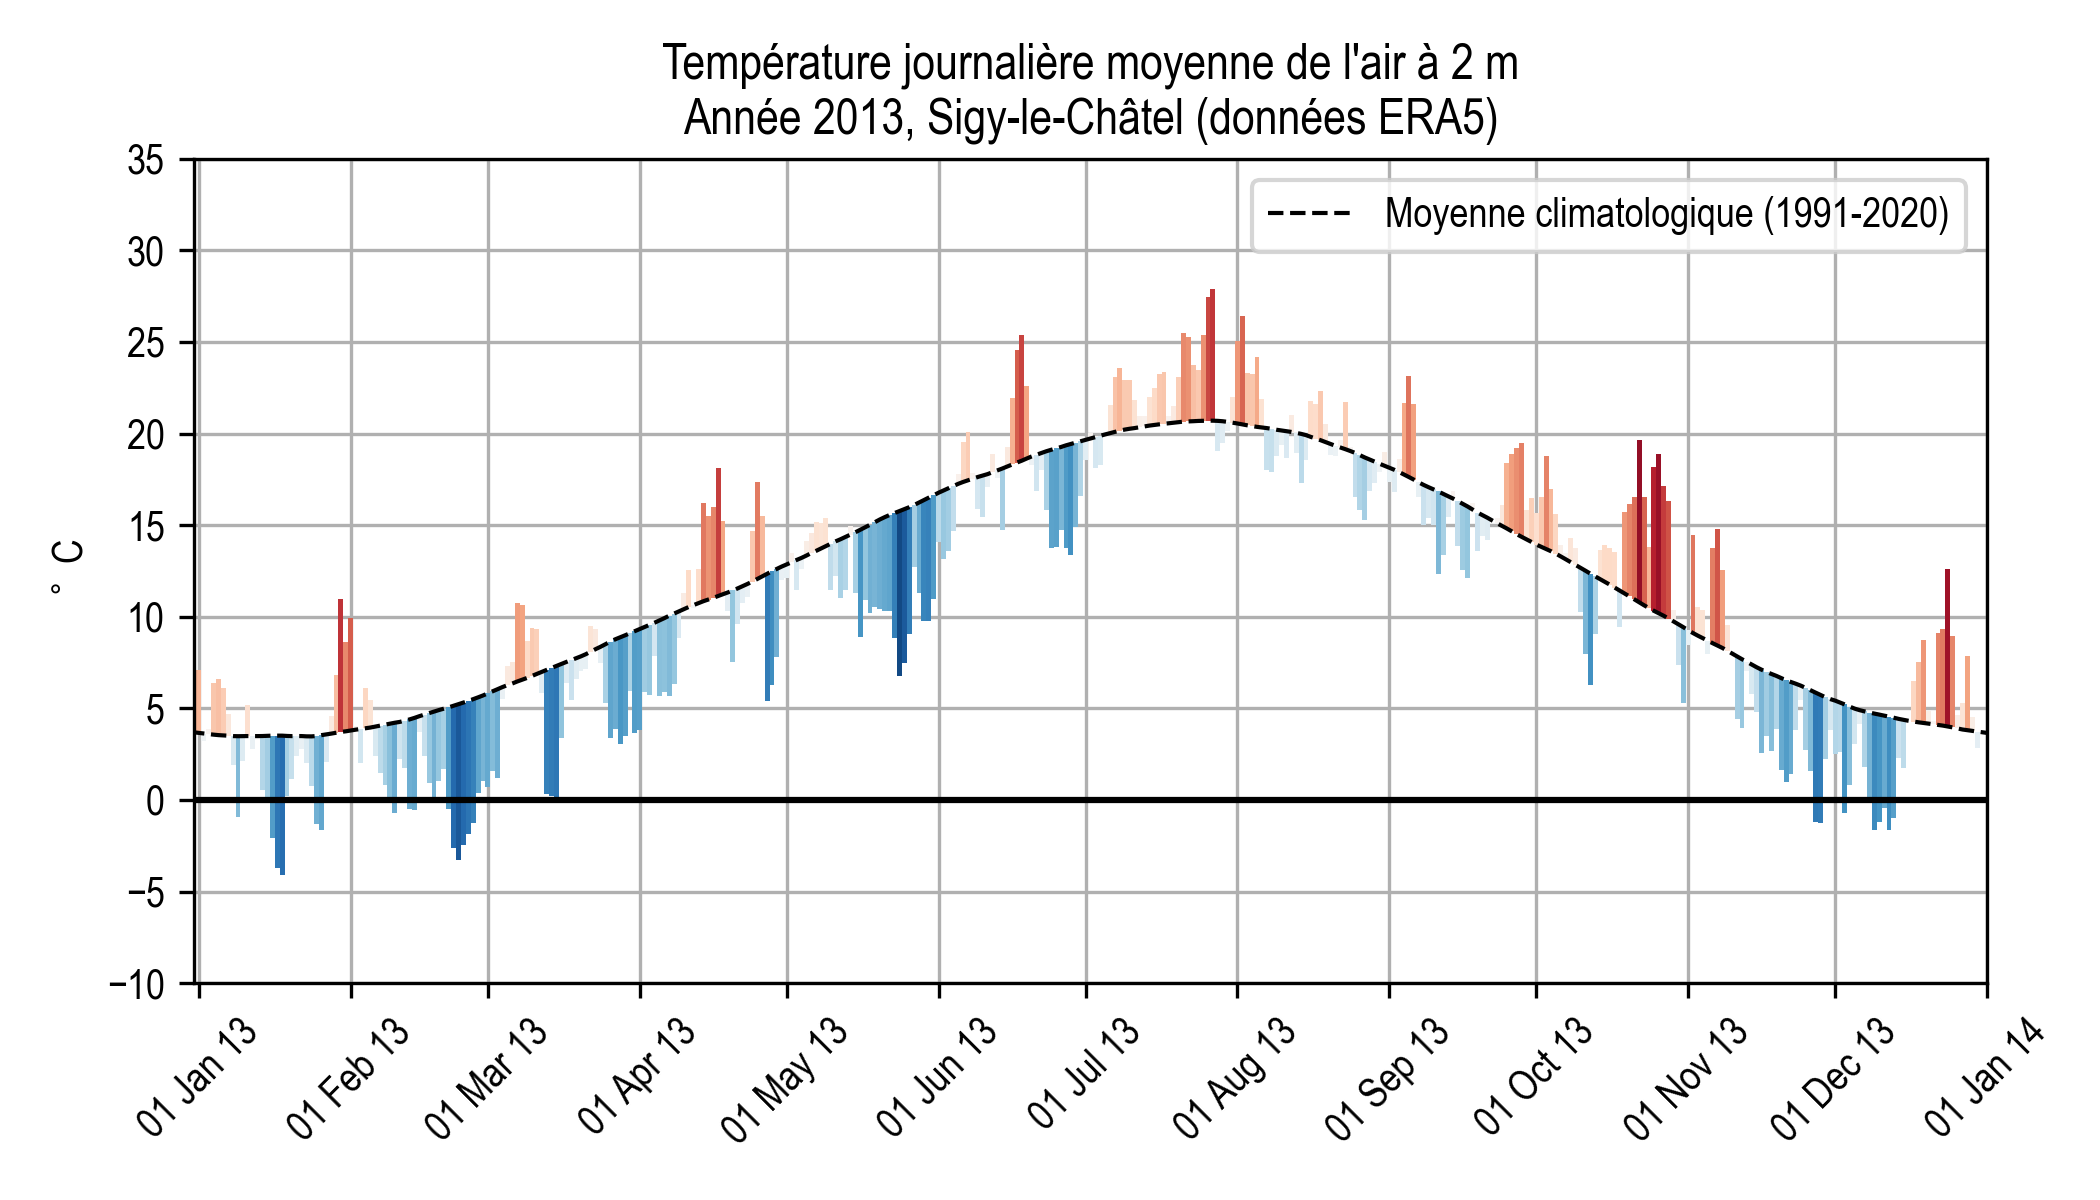 Température journalière moyenne de l'air à 2 m
Année 2013, Sigy-le-Châtel (données ERA5)
35
30
25
20
15
10
5
0
−5
−10
° C
Moyenne climatologique (1991-2020)
01 Jan 13
01 Feb 13
01 Mar 13
01 Apr 13
01 May 13
01 Jun 13
01 Jul 13
01 Aug 13
01 Sep 13
01 Oct 13
01 Nov 13
01 Dec 13
01 Jan 14